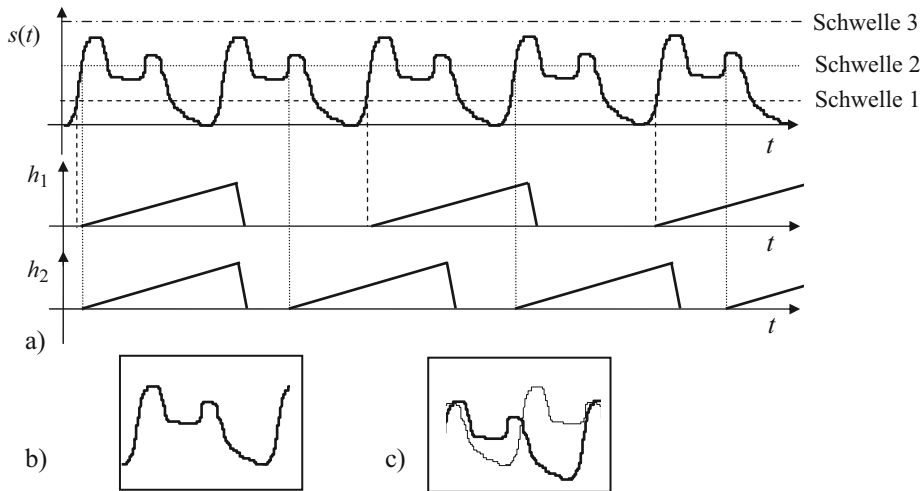 s(t)
Schwelle 3
Schwelle 2
Schwelle 1
t
h₁
t
h₂
t
a)
b)
c)